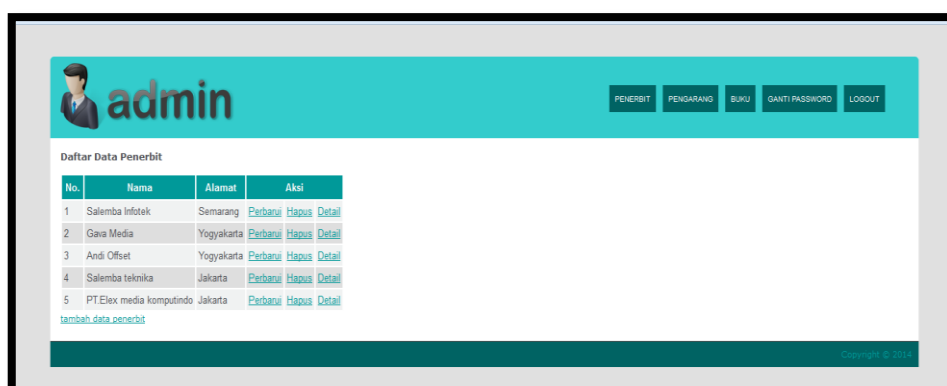 admin
PENERBIT PENGARANG BUKU GANTI PASSWORD LOGOUT
Daftar Data Penerbit
No. Nama Alamat Aksi
1 Salemba Infotek Semarang Perbarui Hapus Detail
2 Gava Media Yogyakarta Perbarui Hapus Detail
3 Andi Offset Yogyakarta Perbarui Hapus Detail
4 Salemba teknika Jakarta Perbarui Hapus Detail
5 PT.Elex media komputindo Jakarta Perbarui Hapus Detail
tambah data penerbit
Copyright © 2014